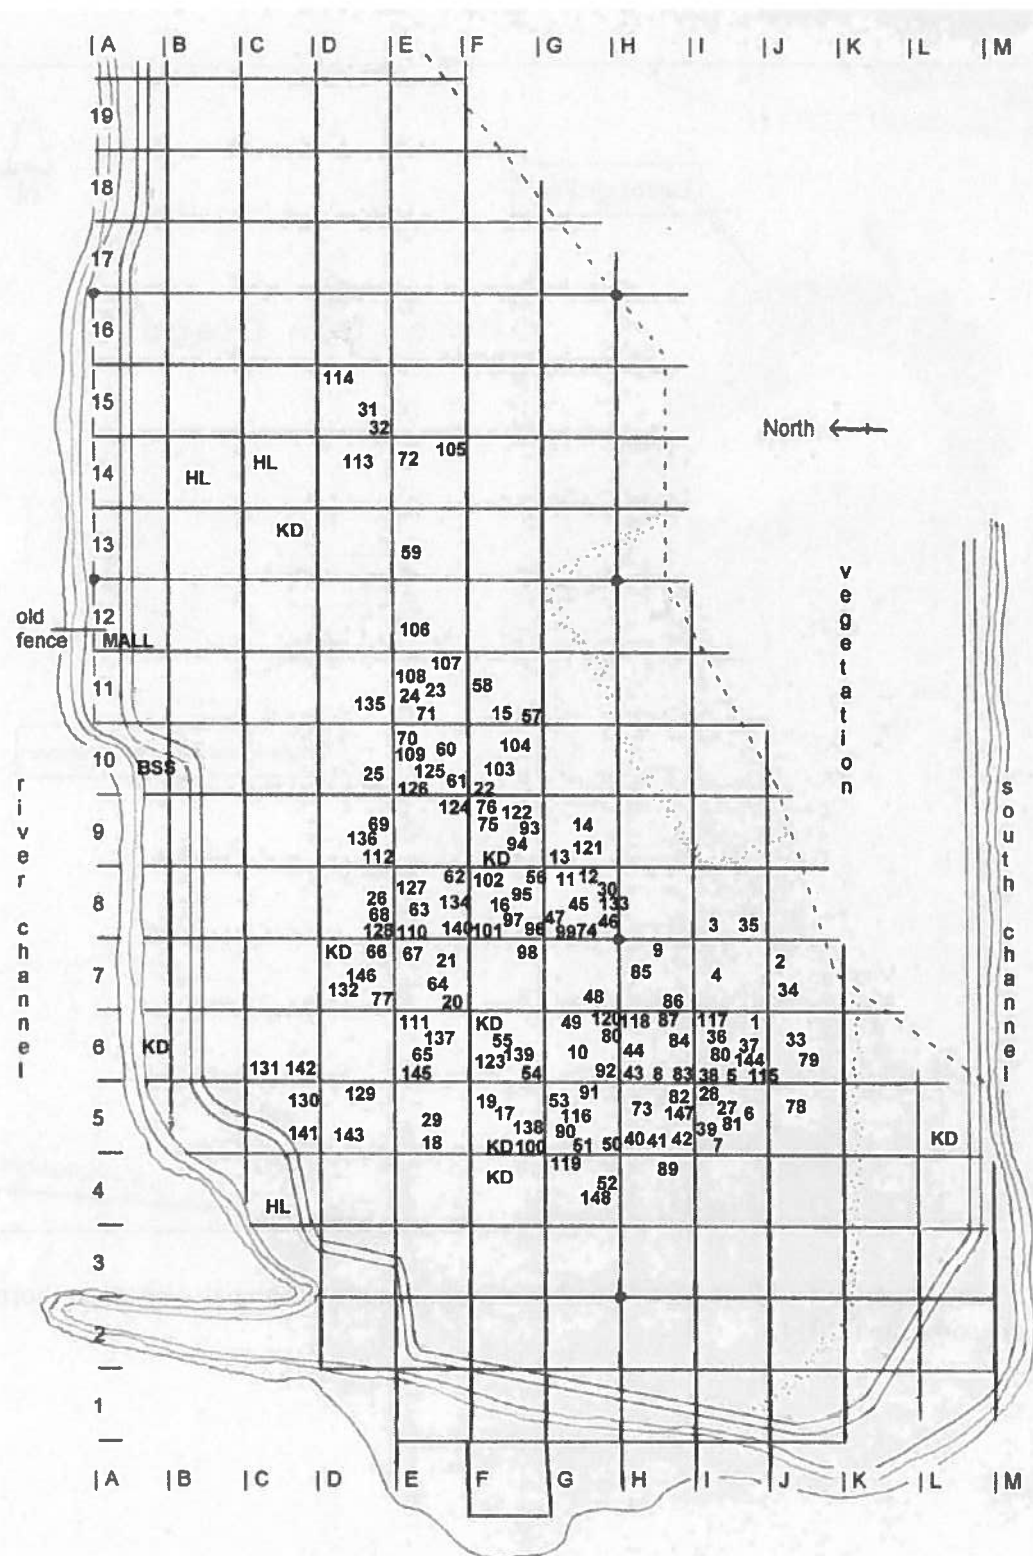 |A |B |C |D |E |F |G |H |I |J |K |L |M
19
18
17
16
114
15
31
32
North
105
14 HL HL 113 72
KD
13
59
vegetation
old fence
12
MALL
106
107
108
11 58
24 23
135
71 15 57
70
109 60 104
10
BSS 25 125 103
126 61 22
south channel
river channel
124 76
122
69 75 93 14
9
136 94 121
112 KD 13
62 102 56 11 12
127 30
26 134 16 95 45 133
8
68 63 97 47 46 3 35
128 110 140 101 96 99 74
KD 66 67 98 9
21 2
146 85 4
7
132 64 34
77 20 48 86
111 KD 49 120 118 87 117 1
137 55 80 84 36 33
6 KD
65 123 139 10 44 80 37 79
144
131 142 145 54 92 43 8 83 38 5 115
129 91 82 28
130 19 53 73 27 78
5
29 17 116 147 6
138 39 81
141 143 90
18 KD 100 51 50 40 41 42 7 KD
119 89
KD
4
52
HL 148
3
2
1
|A |B |C |D |E |F |G |H |I |J |K |L |M